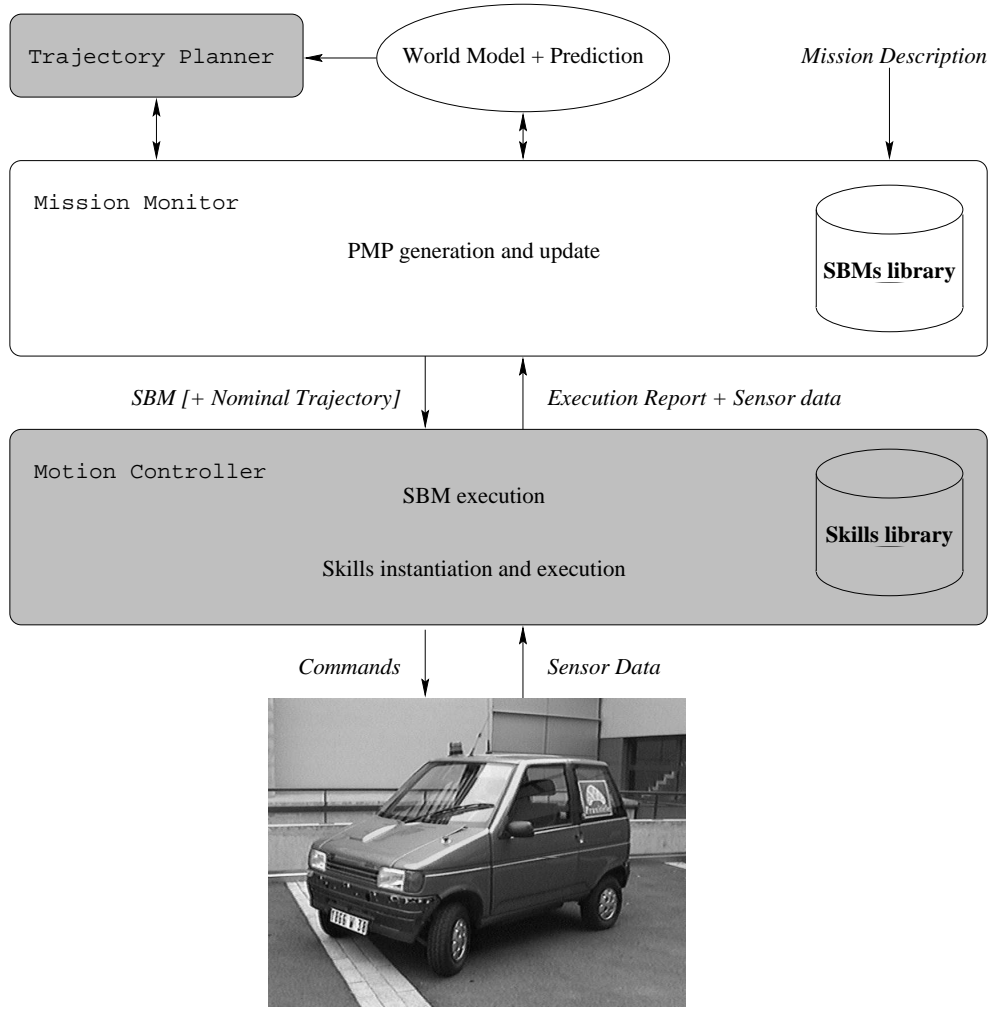 Trajectory Planner
World Model + Prediction
Mission Description
Mission Monitor
PMP generation and update
SBMs library
SBM [+ Nominal Trajectory]
Execution Report + Sensor data
Motion Controller
SBM execution
Skills library
Skills instantiation and execution
Commands
Sensor Data
Praxitele